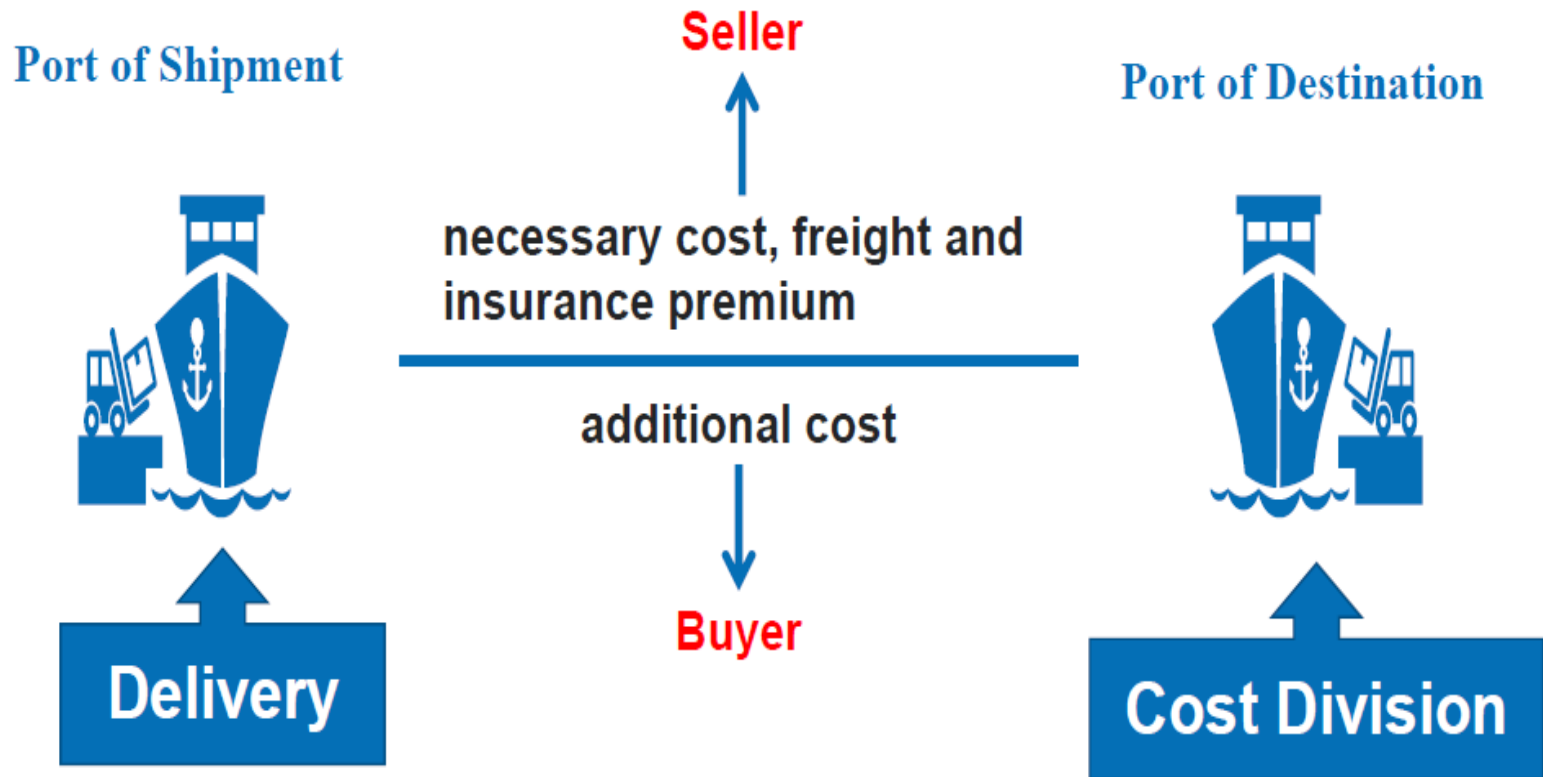 Seller
Port of Shipment
Port of Destination
necessary cost, freight and
insurance premium
additional cost
Buyer
Delivery
Cost Division